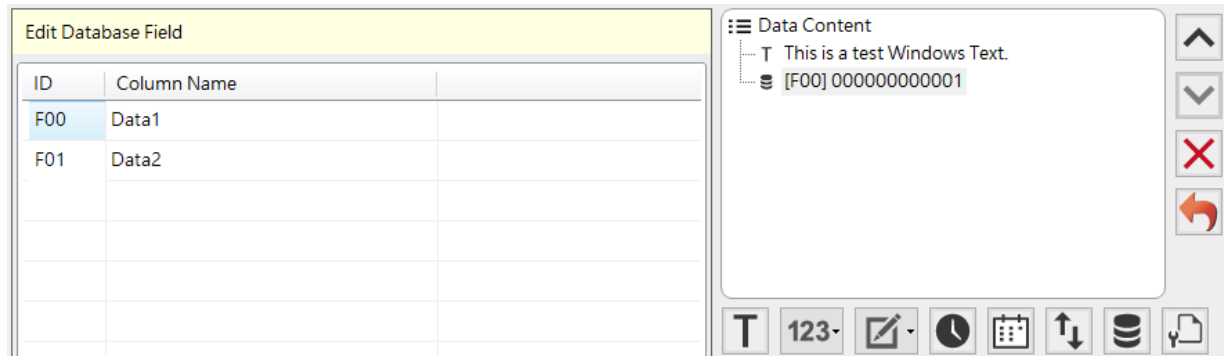 Edit Database Field
ID Column Name
F00 Data1
F01 Data2
Data Content
T This is a test Windows Text.
[F00] 000000000001
T 123